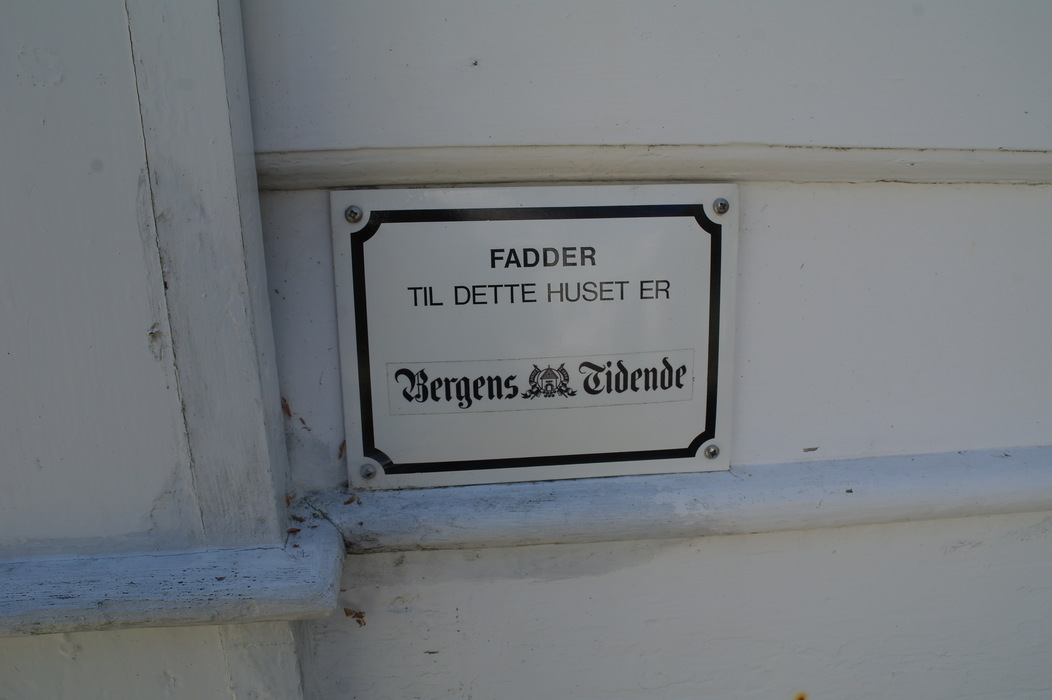 FADDER
TIL DETTE HUSET ER
Bergens Tidende